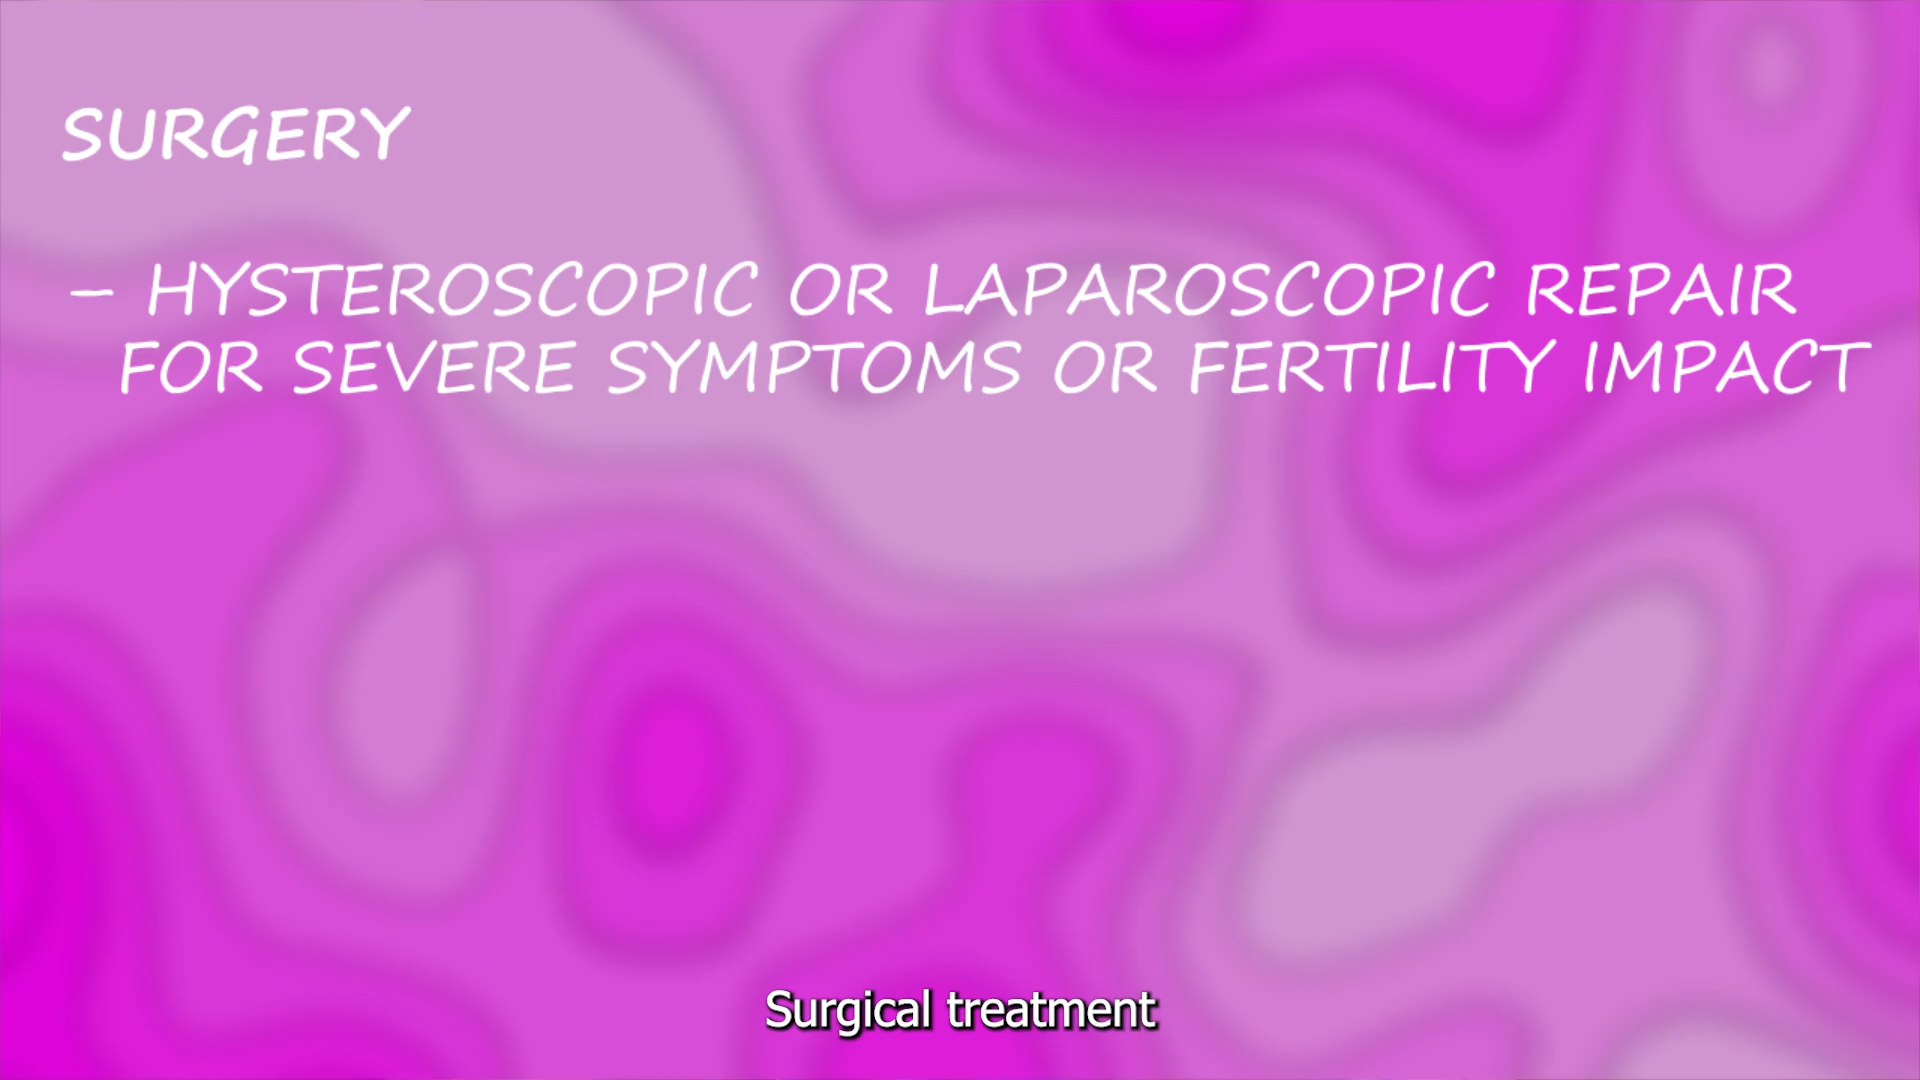 SURGERY
– HYSTEROSCOPIC OR LAPAROSCOPIC REPAIR
FOR SEVERE SYMPTOMS OR FERTILITY IMPACT
Surgical treatment